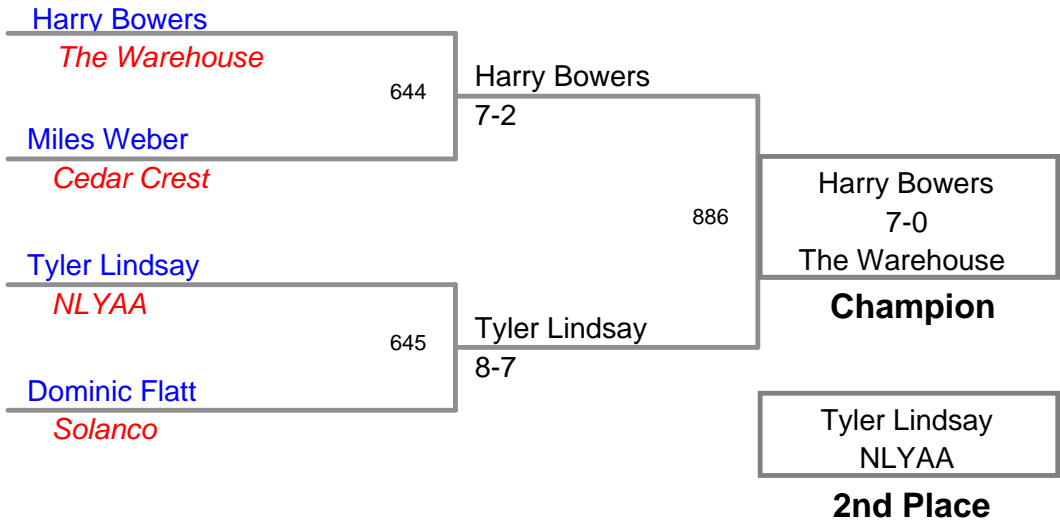 Harry Bowers
The Warehouse
644
Miles Weber
Cedar Crest
Harry Bowers
7-2
Tyler Lindsay
NLYAA
645
Dominic Flatt
Solanco
Tyler Lindsay
8-7
886
Harry Bowers
7-0
The Warehouse
Champion
Tyler Lindsay
NLYAA
2nd Place